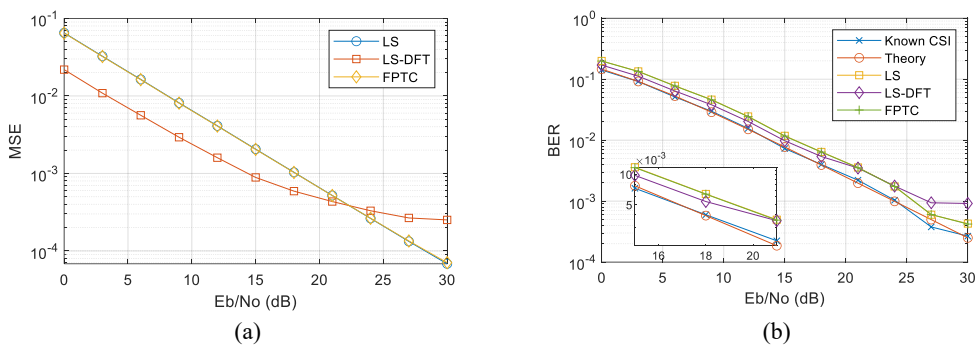 10^-1
10^-2
10^-3
10^-4
MSE
0 5 10 15 20 25 30
Eb/No (dB)
LS
LS-DFT
FPTC
(a)
10^0
10^-1
10^-2
10^-3
10^-4
BER
0 5 10 15 20 25 30
Eb/No (dB)
Known CSI
Theory
LS
LS-DFT
FPTC
× 10^-3
10
5
16 18 20
(b)